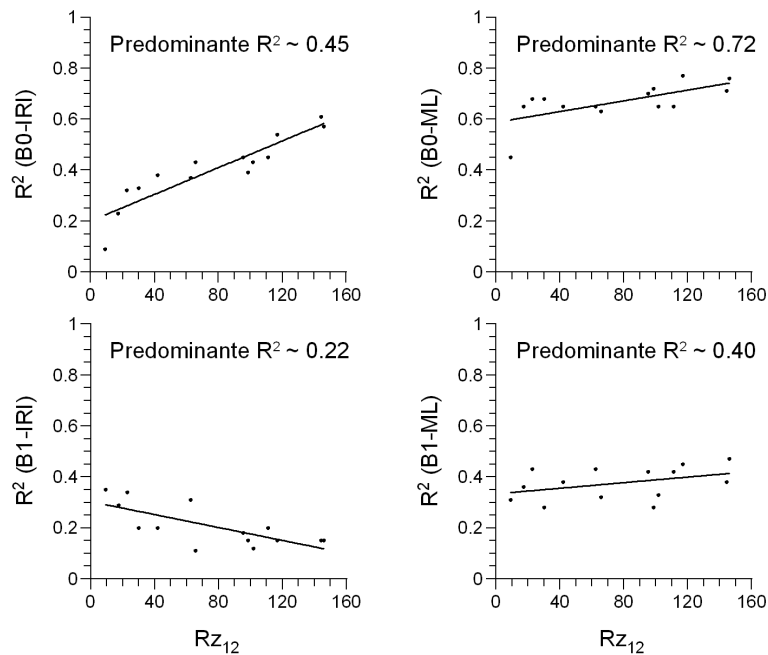 Predominante R² ~ 0.45
R² (B0-IRI)
1
0.8
0.6
0.4
0.2
0
0 40 80 120 160
Predominante R² ~ 0.72
R² (B0-ML)
1
0.8
0.6
0.4
0.2
0
0 40 80 120 160
Predominante R² ~ 0.22
R² (B1-IRI)
1
0.8
0.6
0.4
0.2
0
0 40 80 120 160
Rz₁₂
Predominante R² ~ 0.40
R² (B1-ML)
1
0.8
0.6
0.4
0.2
0
0 40 80 120 160
Rz₁₂